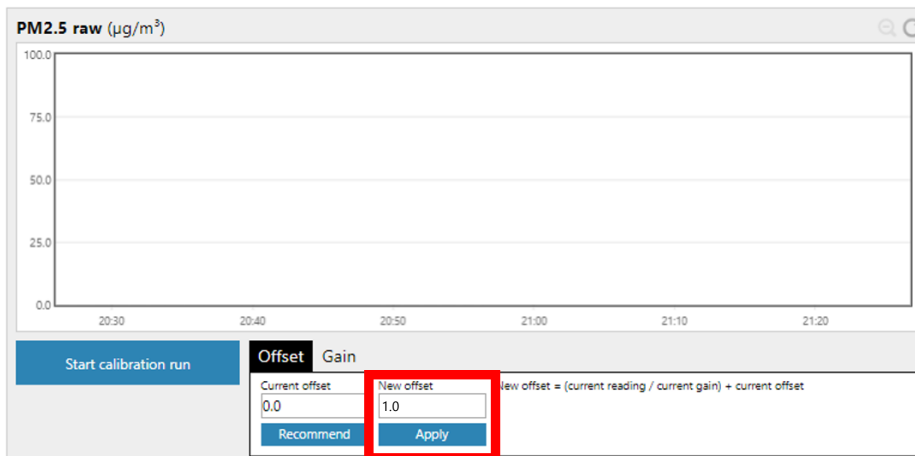 PM2.5 raw (µg/m³)
100.0
75.0
50.0
25.0
0.0
20:30 20:40 20:50 21:00 21:10 21:20
Start calibration run
Offset Gain
Current offset New offset New offset = (current reading / current gain) + current offset
0.0 1.0
Recommend Apply